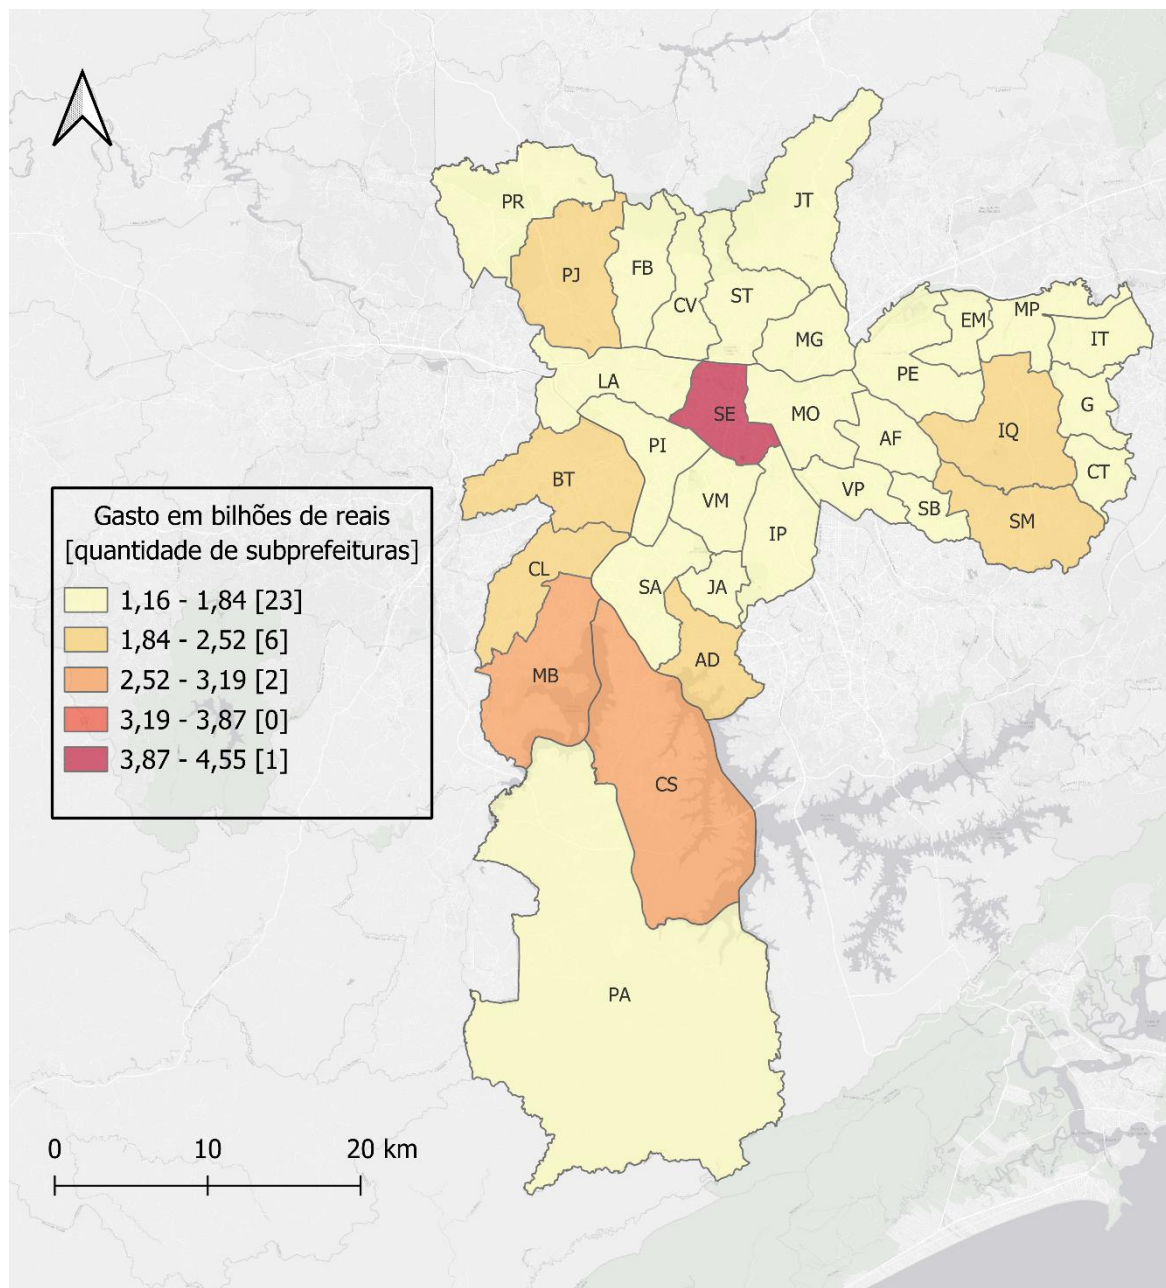 JT
PR
PJ
FB
CV
ST
MG
EM
MP
IT
PE
LA
SE
MO
G
AF
IQ
PI
CT
BT
VM
VP
SB
SM
IP
CL
SA
JA
AD
MB
CS
PA
Gasto em bilhões de reais
[quantidade de subprefeituras]
1,16 - 1,84 [23]
1,84 - 2,52 [6]
2,52 - 3,19 [2]
3,19 - 3,87 [0]
3,87 - 4,55 [1]
0 10 20 km